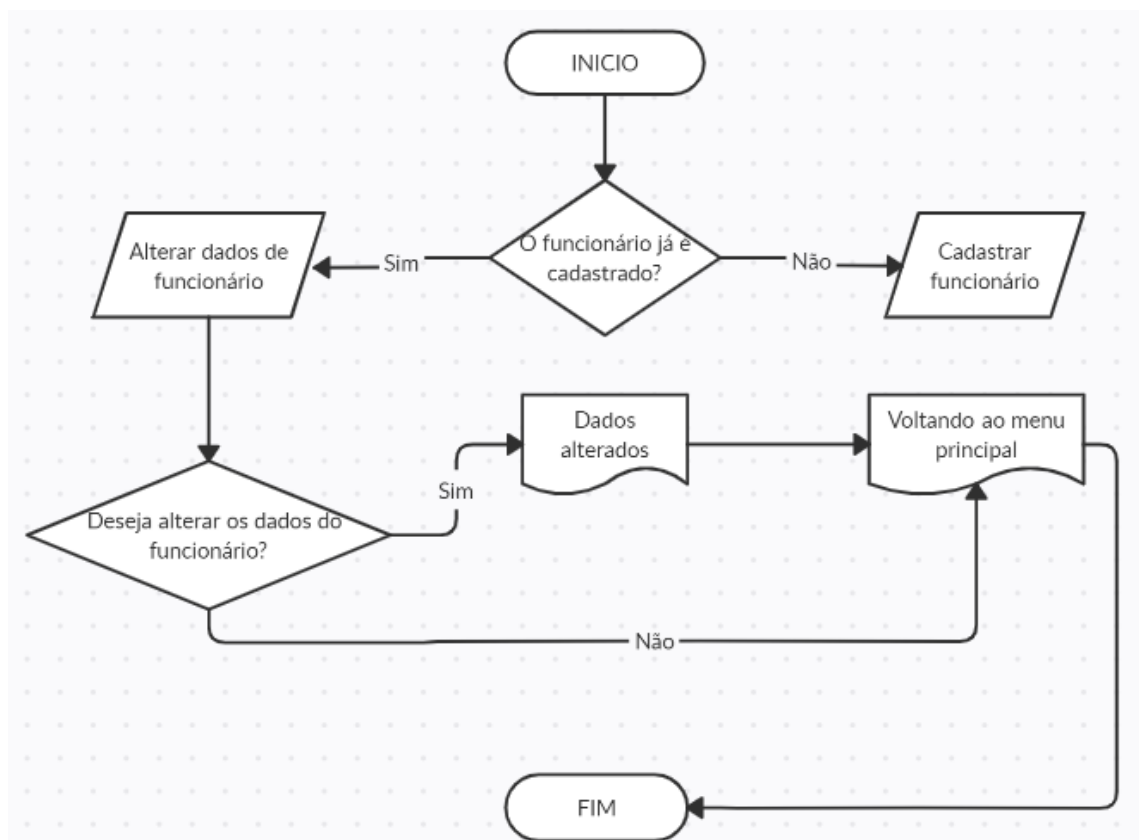 INICIO
O funcionário já é
cadastrado?
Sim
Não
Alterar dados de
funcionário
Cadastrar
funcionário
Deseja alterar os dados do
funcionário?
Sim
Dados
alterados
Voltando ao menu
principal
Não
FIM